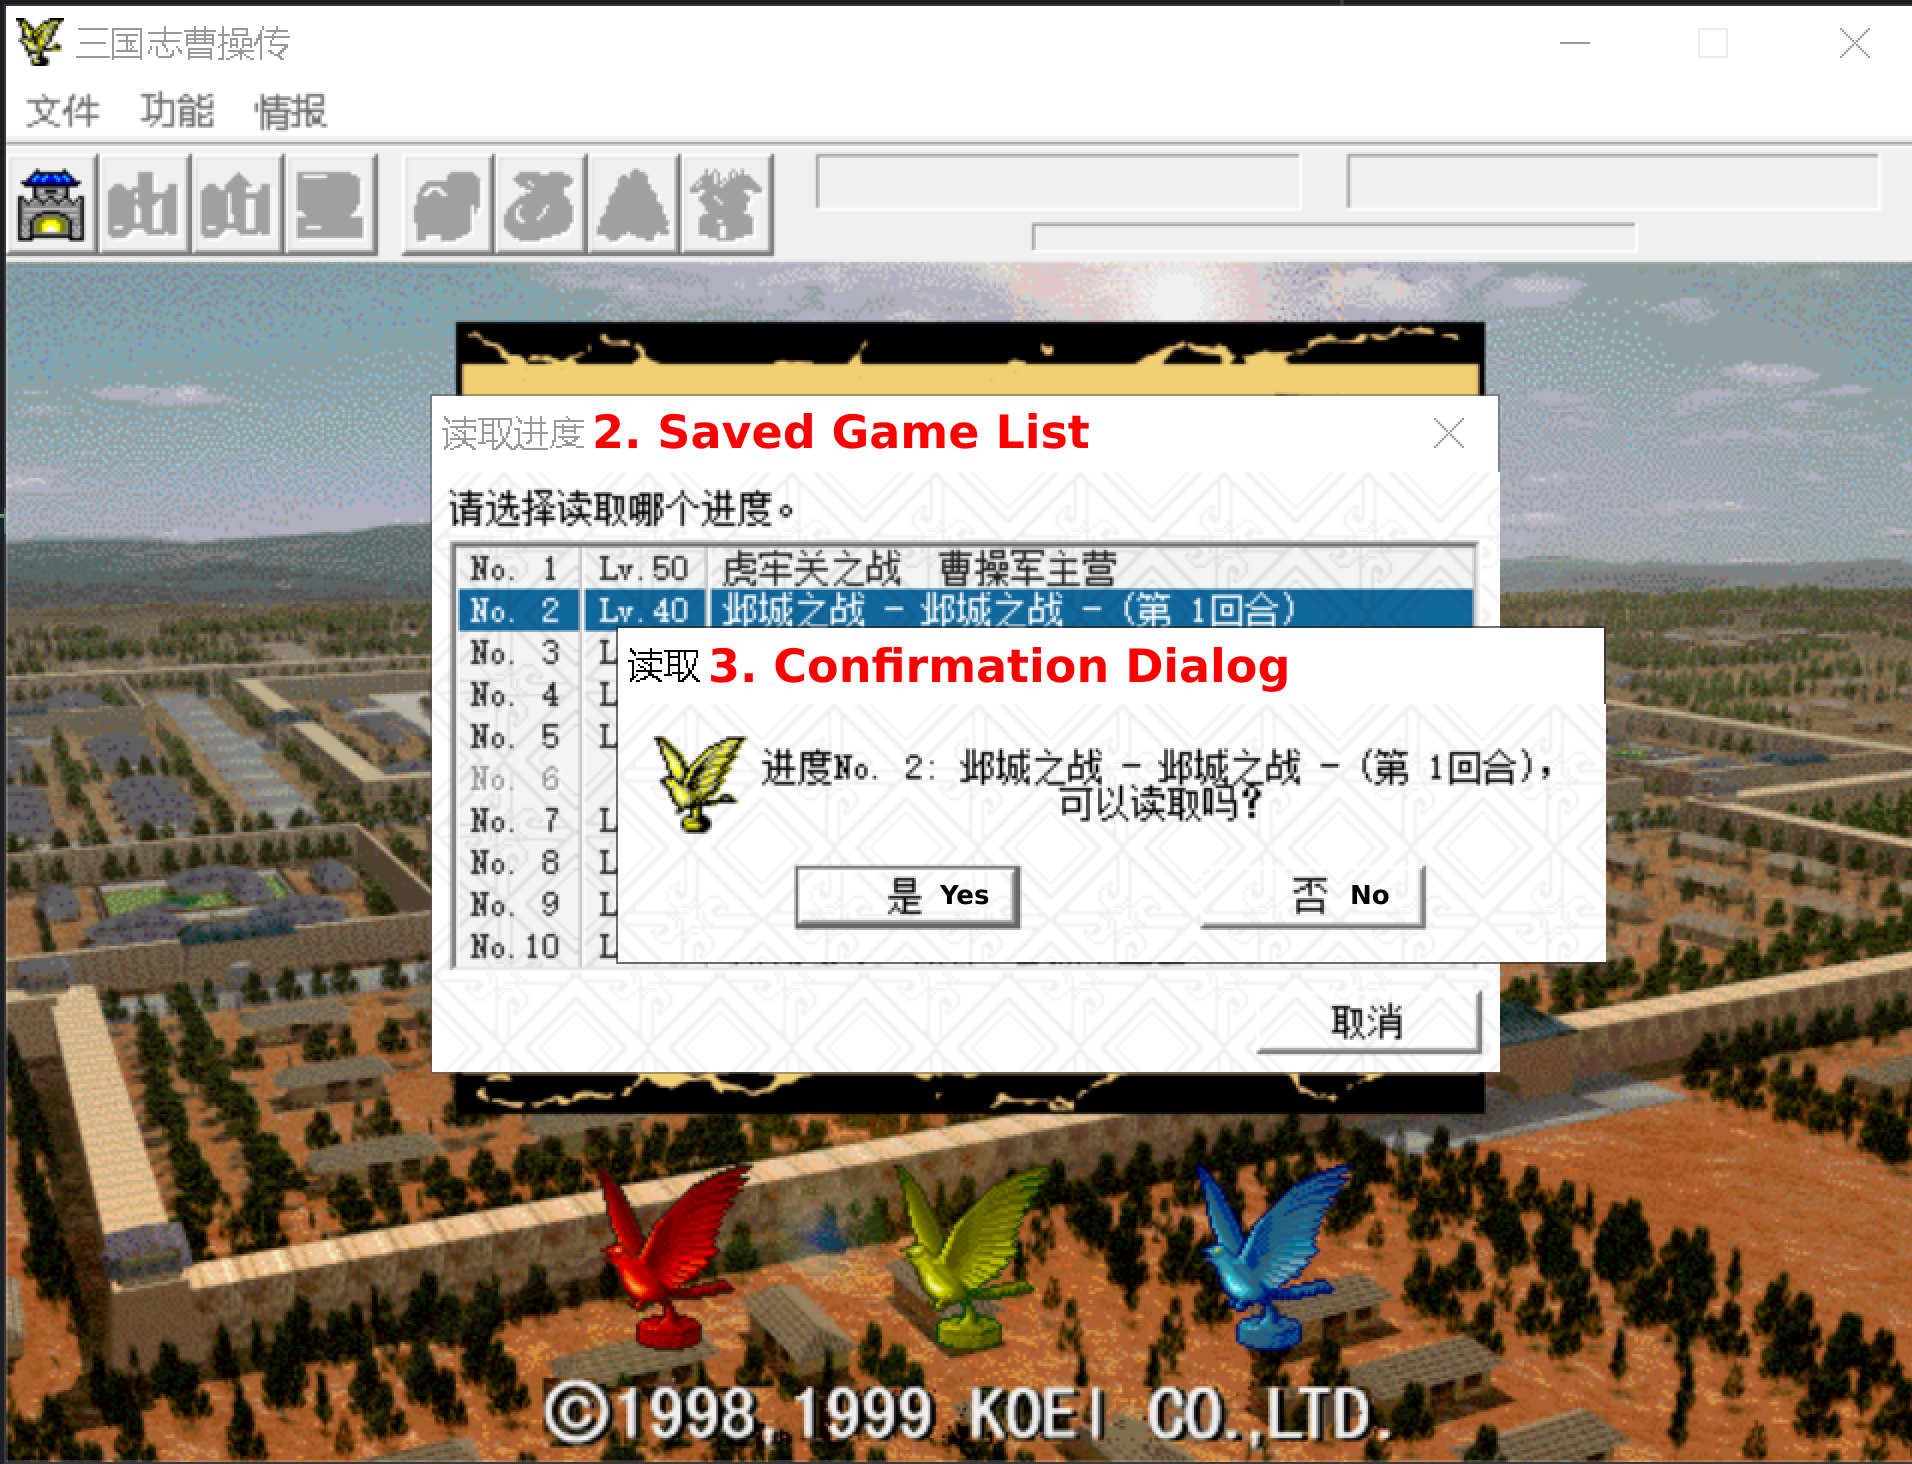 三国志曹操传
文件 功能 情报
读取进度 2. Saved Game List
请选择读取哪个进度。
No. 1 Lv.50 虎牢关之战 曹操军主营
No. 2 Lv.40 邺城之战 - 邺城之战 - (第 1回合)
No. 3 L
No. 4 L
No. 5 L
No. 6
No. 7 L
No. 8 L
No. 9 L
No.10 L
读取 3. Confirmation Dialog
进度No. 2: 邺城之战 - 邺城之战 - (第 1回合),
可以读取吗?
是 Yes 否 No
取消
©1998,1999 KOEI CO.,LTD.